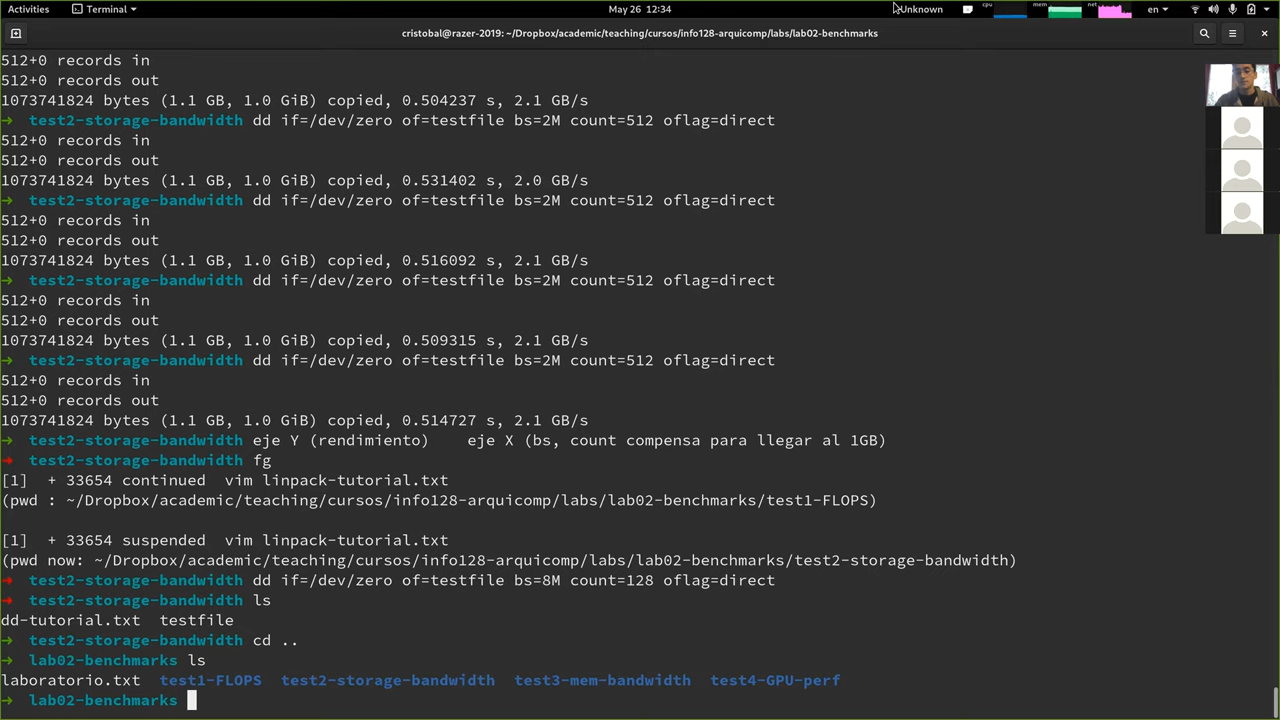 Activities
Terminal
May 26 12:34
Unknown
cpu
mem
net
en
cristobal@razer-2019: ~/Dropbox/academic/teaching/cursos/info128-arquicomp/labs/lab02-benchmarks
512+0 records in
512+0 records out
1073741824 bytes (1.1 GB, 1.0 GiB) copied, 0.504237 s, 2.1 GB/s
→ test2-storage-bandwidth dd if=/dev/zero of=testfile bs=2M count=512 oflag=direct
512+0 records in
512+0 records out
1073741824 bytes (1.1 GB, 1.0 GiB) copied, 0.531402 s, 2.0 GB/s
→ test2-storage-bandwidth dd if=/dev/zero of=testfile bs=2M count=512 oflag=direct
512+0 records in
512+0 records out
1073741824 bytes (1.1 GB, 1.0 GiB) copied, 0.516092 s, 2.1 GB/s
→ test2-storage-bandwidth dd if=/dev/zero of=testfile bs=2M count=512 oflag=direct
512+0 records in
512+0 records out
1073741824 bytes (1.1 GB, 1.0 GiB) copied, 0.509315 s, 2.1 GB/s
→ test2-storage-bandwidth dd if=/dev/zero of=testfile bs=2M count=512 oflag=direct
512+0 records in
512+0 records out
1073741824 bytes (1.1 GB, 1.0 GiB) copied, 0.514727 s, 2.1 GB/s
→ test2-storage-bandwidth eje Y (rendimiento)    eje X (bs, count compensa para llegar al 1GB)
→ test2-storage-bandwidth fg
[1]  + 33654 continued  vim linpack-tutorial.txt
(pwd : ~/Dropbox/academic/teaching/cursos/info128-arquicomp/labs/lab02-benchmarks/test1-FLOPS)
[1]  + 33654 suspended  vim linpack-tutorial.txt
(pwd now: ~/Dropbox/academic/teaching/cursos/info128-arquicomp/labs/lab02-benchmarks/test2-storage-bandwidth)
→ test2-storage-bandwidth dd if=/dev/zero of=testfile bs=8M count=128 oflag=direct
→ test2-storage-bandwidth ls
dd-tutorial.txt  testfile
→ test2-storage-bandwidth cd ..
→ lab02-benchmarks ls
laboratorio.txt  test1-FLOPS  test2-storage-bandwidth  test3-mem-bandwidth  test4-GPU-perf
→ lab02-benchmarks